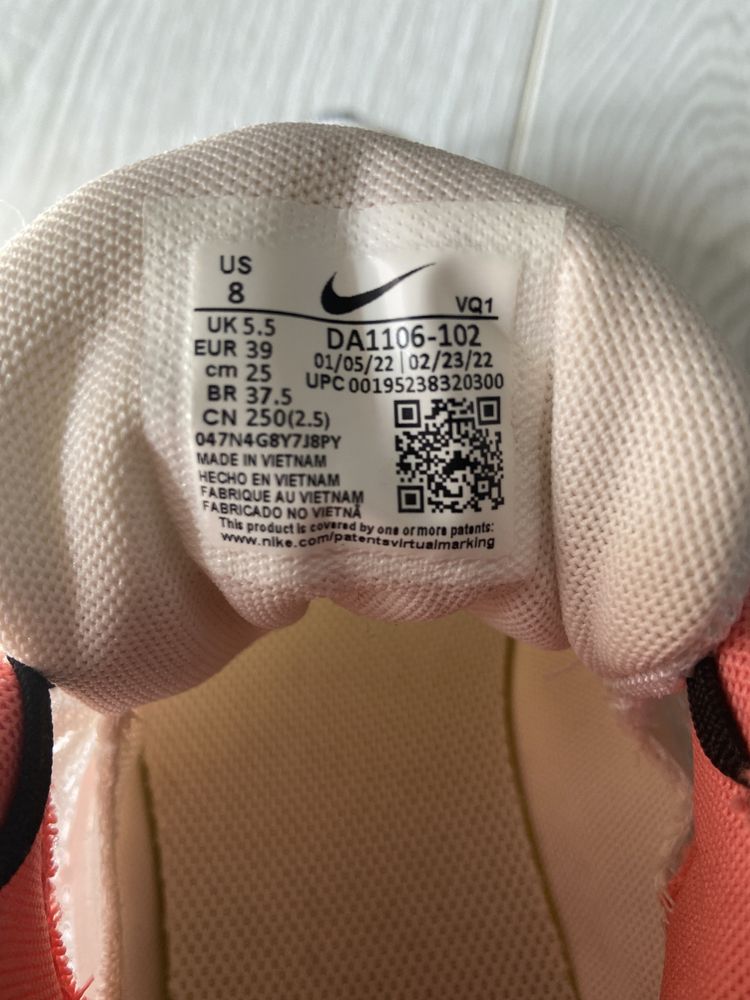 US
8
VQ1
UK 5.5
EUR 39
cm 25
BR 37.5
CN 250(2.5)
DA1106-102
01/05/22 | 02/23/22
UPC 00195238320300
047N4G8Y7J8PY
MADE IN VIETNAM
HECHO EN VIETNAM
FABRIQUE AU VIETNAM
FABRICADO NO VIETNÃ
This product is covered by one or more patents:
www.nike.com/patentsvirtualmarking